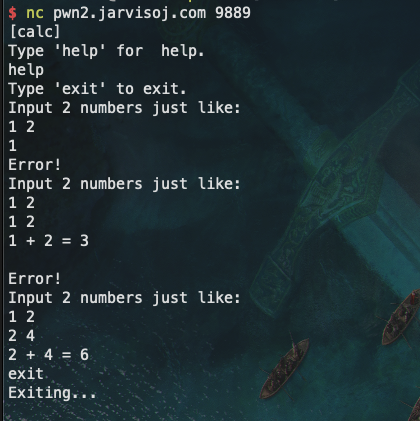 $ nc pwn2.jarvisoj.com 9889
[calc]
Type 'help' for  help.
help
Type 'exit' to exit.
Input 2 numbers just like:
1 2
1
Error!
Input 2 numbers just like:
1 2
1 2
1 + 2 = 3

Error!
Input 2 numbers just like:
1 2
2 4
2 + 4 = 6
exit
Exiting...